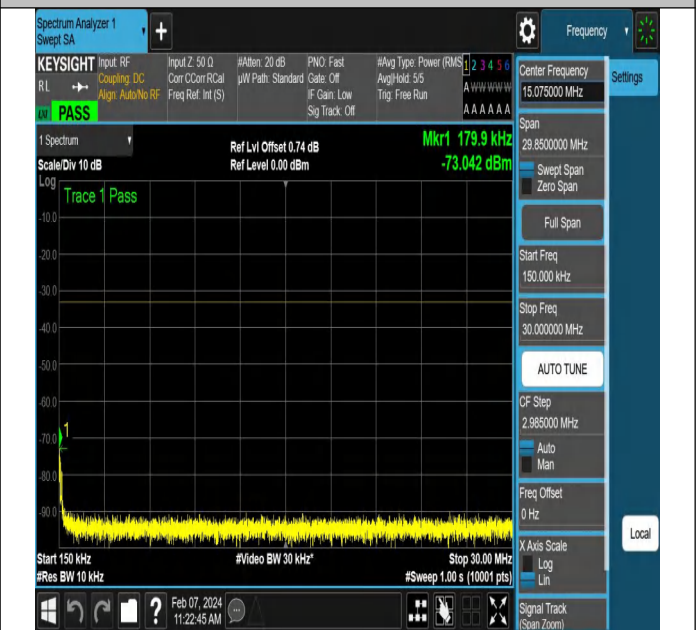 Spectrum Analyzer 1
Swept SA
Frequency
KEYSIGHT
RL
PASS
Input: RF
Coupling: DC
Align: Auto/No RF
Input Z: 50 Ω
Corr CCorr RCal
Freq Ref: Int (S)
#Atten: 20 dB
µW Path: Standard
PNO: Fast
Gate: Off
IF Gain: Low
Sig Track: Off
#Avg Type: Power (RMS
Avg|Hold: 5/5
Trig: Free Run
1 2 3 4 5 6
A W W W W W
A A A A A A
1 Spectrum
Scale/Div 10 dB
Ref Lvl Offset 0.74 dB
Ref Level 0.00 dBm
Mkr1 179.9 kHz
-73.042 dBm
Log
Trace 1 Pass
-10.0
-20.0
-30.0
-40.0
-50.0
-60.0
-70.0
-80.0
-90.0
1
Start 150 kHz
#Res BW 10 kHz
#Video BW 30 kHz*
Stop 30.00 MHz
#Sweep 1.00 s (10001 pts)
Feb 07, 2024
11:22:45 AM
Center Frequency
15.075000 MHz
Settings
Span
29.8500000 MHz
Swept Span
Zero Span
Full Span
Start Freq
150.000 kHz
Stop Freq
30.000000 MHz
AUTO TUNE
CF Step
2.985000 MHz
Auto
Man
Freq Offset
0 Hz
Local
X Axis Scale
Log
Lin
Signal Track
(Span Zoom)